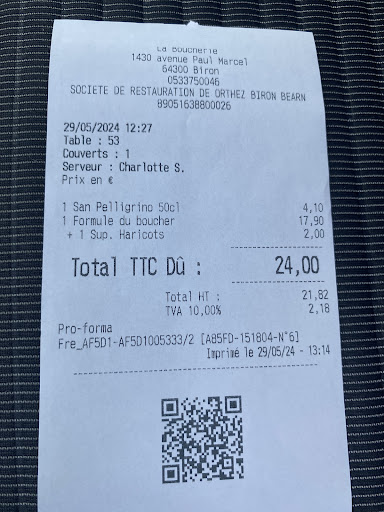 La Boucherie
1430 avenue Paul Marcel
64300 Biron
0533750046
SOCIETE DE RESTAURATION DE ORTHEZ BIRON BEARN
89051638800026
29/05/2024 12:27
Table : 53
Couverts : 1
Serveur : Charlotte S.
Prix en €
1 San Pelligrino 50cl 4,10
1 Formule du boucher 17,90
+ 1 Sup. Haricots 2,00
Total TTC Dû : 24,00
Total HT : 21,82
TVA 10,00% 2,18
Pro-forma
Fre_AF5D1-AF5D1005333/2 [A85FD-151804-N°6]
Imprimé le 29/05/24 - 13:14